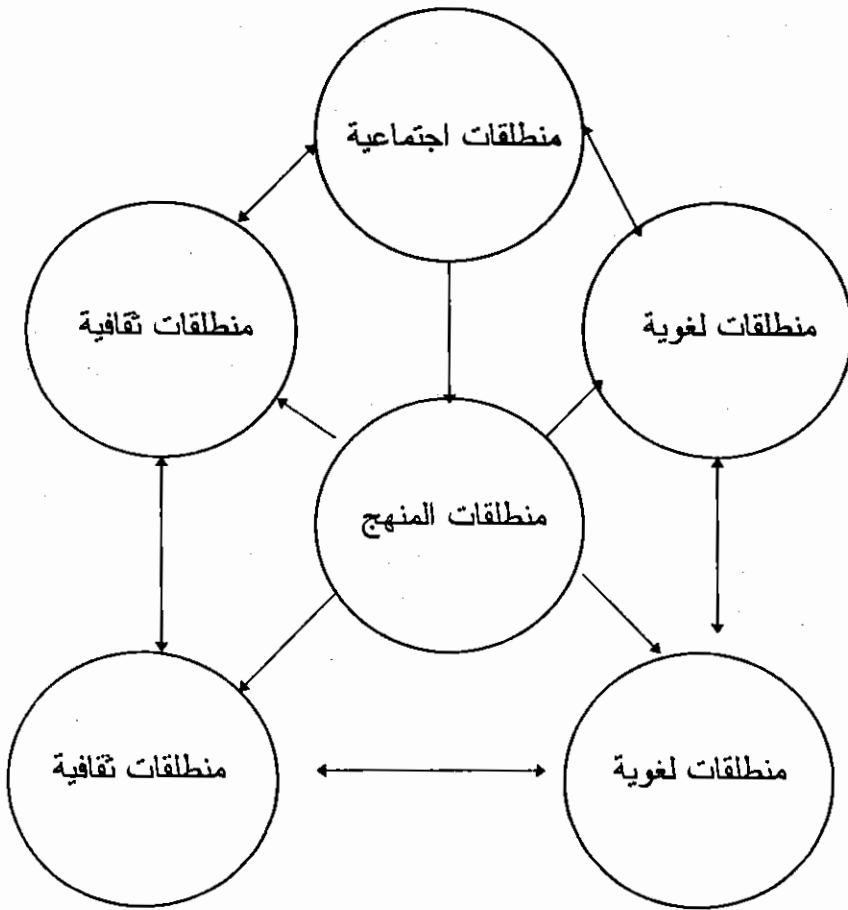 منطلقات اجتماعية
منطلقات لغوية
منطلقات ثقافية
منطلقات المنهج
منطلقات لغوية
منطلقات ثقافية